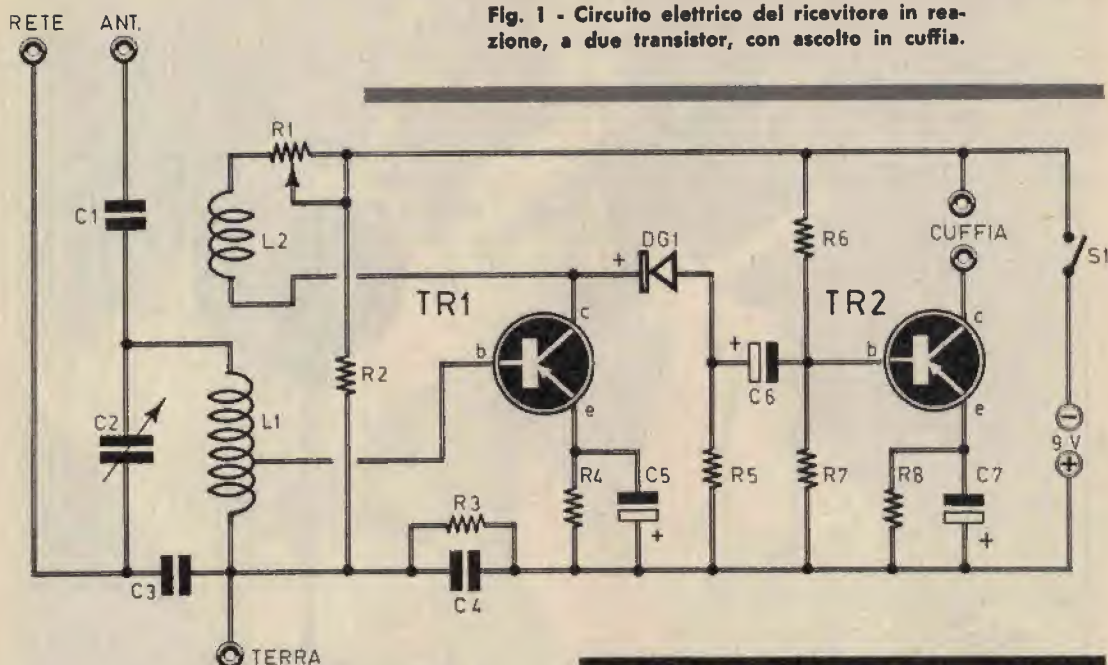 Fig. 1 - Circuito elettrico del ricevitore in rea-
zione, a due transistor, con ascolto in cuffia.
RETE ANT.
R1
C1
L2
DG1
+
R6
CUFFIA
S1
TR1
c
TR2
c
b
R2
+
C6
b
C2
L1
e
e
−
9 V
+
R4
C5
R5
R7
R8
C7
R3
+
+
C3
C4
TERRA